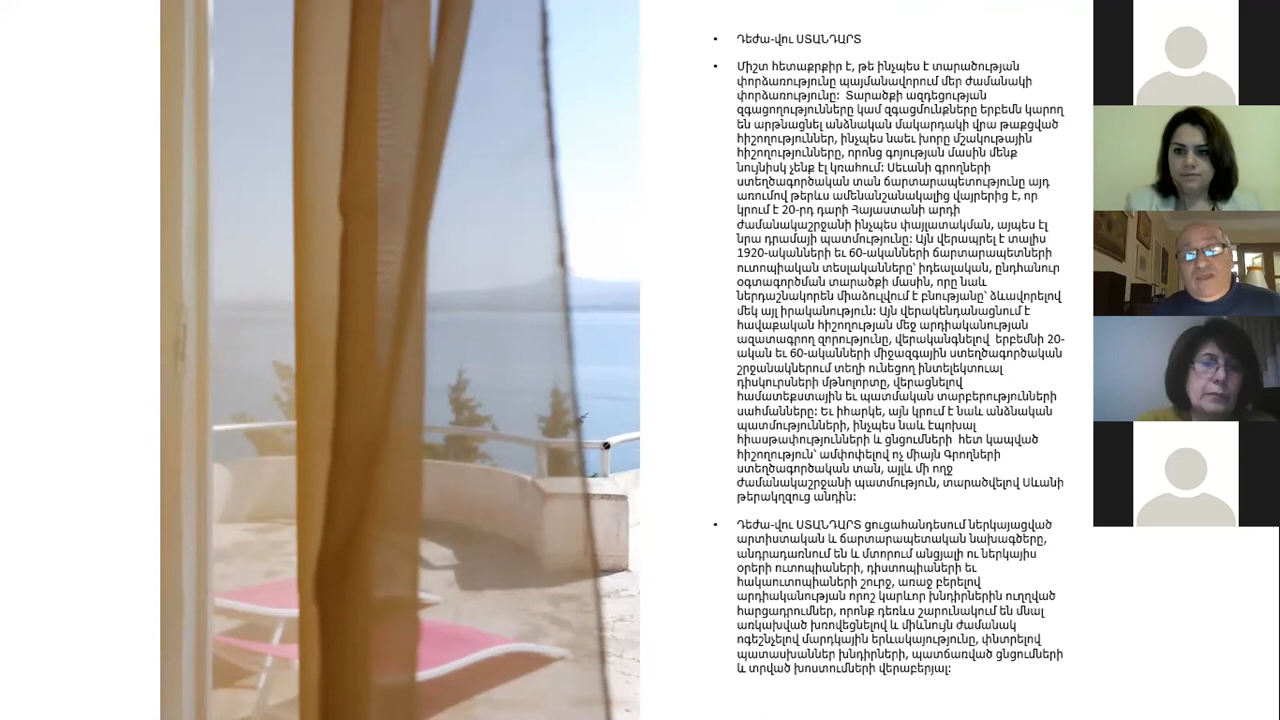 • Դեժա-վու ՍՏԱՆԴԱՐՏ
• Միշտ հետաքրքիր է, թե ինչպես է տարածության
փորձառությունը պայմանավորում մեր ժամանակի
փորձառությունը: Տարածքի ազդեցության
զգացողությունները կամ զգացմունքները երբեմն կարող
են արթնացնել անձնական մակարդակի վրա թաքցված
հիշողություններ, ինչպես նաեւ խորը մշակութային
հիշողությունները, որոնց գոյության մասին մենք
նույնիսկ չենք էլ կռահում: Սեւանի գրողների
ստեղծագործական տան ճարտարապետությունը այդ
առումով թերևս ամենանշանակալից վայրերից է, որ
կրում է 20-րդ դարի Հայաստանի արդի
ժամանակաշրջանի ինչպես փայլատակման, այպես էլ
նրա դրամայի պատմությունը: Այն վերապրել է տալիս
1920-ականների եւ 60-ականների ճարտարապետների
ուտոպիական տեսլականները՝ իդեալական, ընդհանուր
օգտագործման տարածքի մասին, որը նաև
ներդաշնակորեն միաձուլվում է բնությանը՝ ձևավորելով
մեկ այլ իրականություն: Այն վերակենդանացնում է
հավաքական հիշողության մեջ արդիականության
ազատագրող զորությունը, վերականգնելով երբեմնի 20-
ական եւ 60-ականների միջազգային ստեղծագործական
շրջանակներում տեղի ունեցող ինտելեկտուալ
դիսկուրսների մթնոլորտը, վերացնելով
համատեքստային եւ պատմական տարբերությունների
սահմանները: Եւ իհարկե, այն կրում է նաև անձնական
պատմությունների, ինչպես նաև էպոխալ
հիասթափությունների և ցնցումների հետ կապված
հիշողություն՝ ամփոփելով ոչ միայն Գրողների
ստեղծագործական տան, այլև մի ողջ
ժամանակաշրջանի պատմություն, տարածվելով Սևանի
թերակղզուց անդին:
• Դեժա-վու ՍՏԱՆԴԱՐՏ ցուցահանդեսում ներկայացված
արտիստական և ճարտարապետական նախագծերը,
անդրադառնում են և մտորում անցյալի ու ներկայիս
օրերի ուտոպիաների, դիստոպիաների եւ
հակաուտոպիաների շուրջ, առաջ բերելով
արդիականության որոշ կարևոր խնդիրներին ուղղված
հարցադրումներ, որոնք դեռևս շարունակում են մնալ
առկախված խռովեցնելով և միևնույն ժամանակ
ոգեշնչելով մարդկային երևակայությունը, փնտրելով
պատասխաններ խնդիրների, պատճառված ցնցումների
և տրված խոստումների վերաբերյալ: